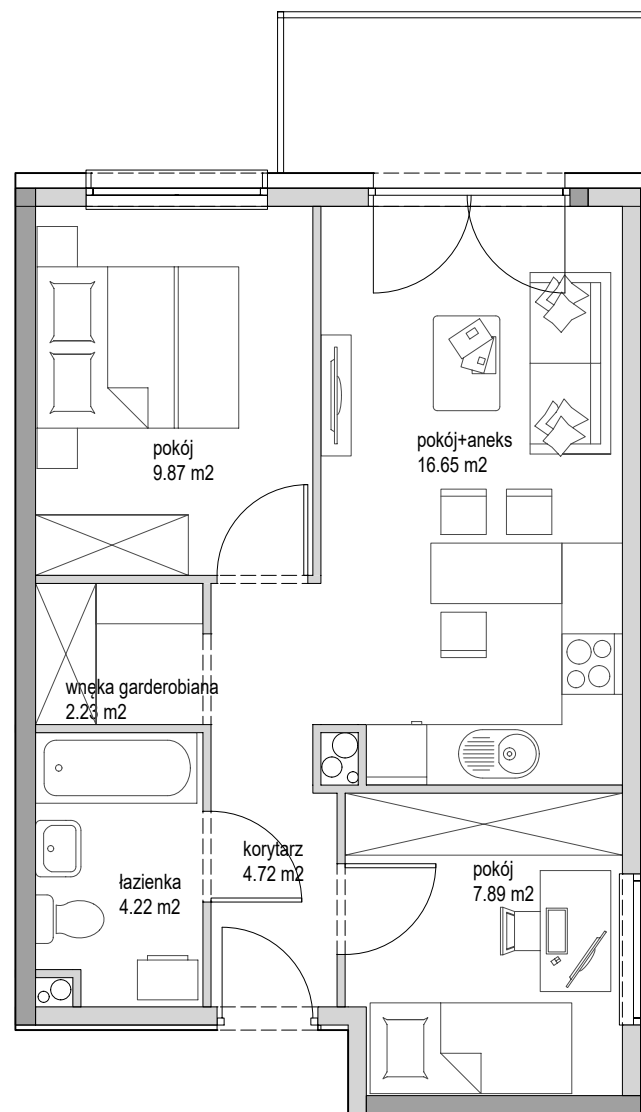 pokój
9.87 m2
pokój+aneks
16.65 m2
wnęka garderobiana
2.23 m2
korytarz
4.72 m2
łazienka
4.22 m2
pokój
7.89 m2